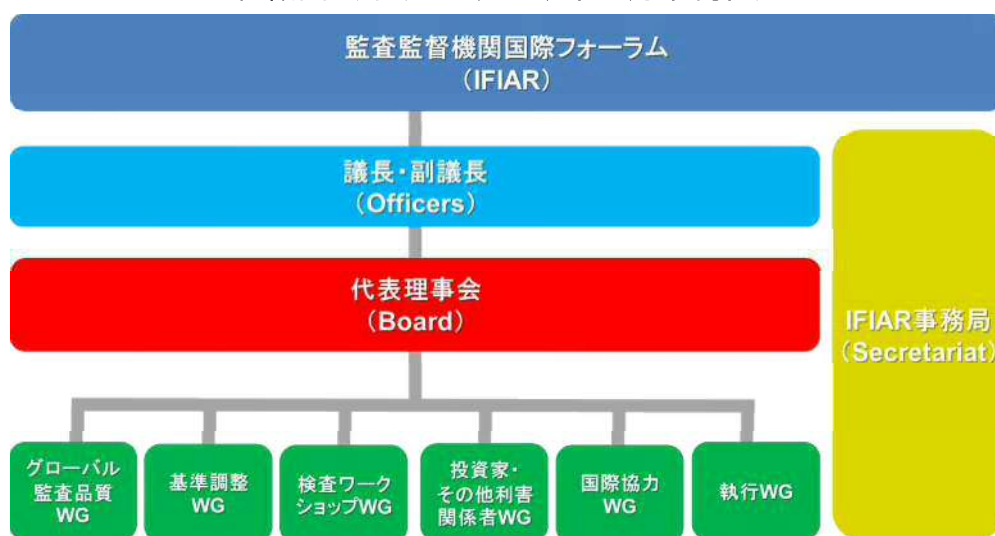 監査監督機関国際フォーラム
（IFIAR）
議長・副議長
（Officers）
代表理事会
（Board）
IFIAR事務局
（Secretariat）
グローバル
監査品質
WG
基準調整
WG
検査ワーク
ショップWG
投資家・
その他利害
関係者WG
国際協力
WG
執行WG